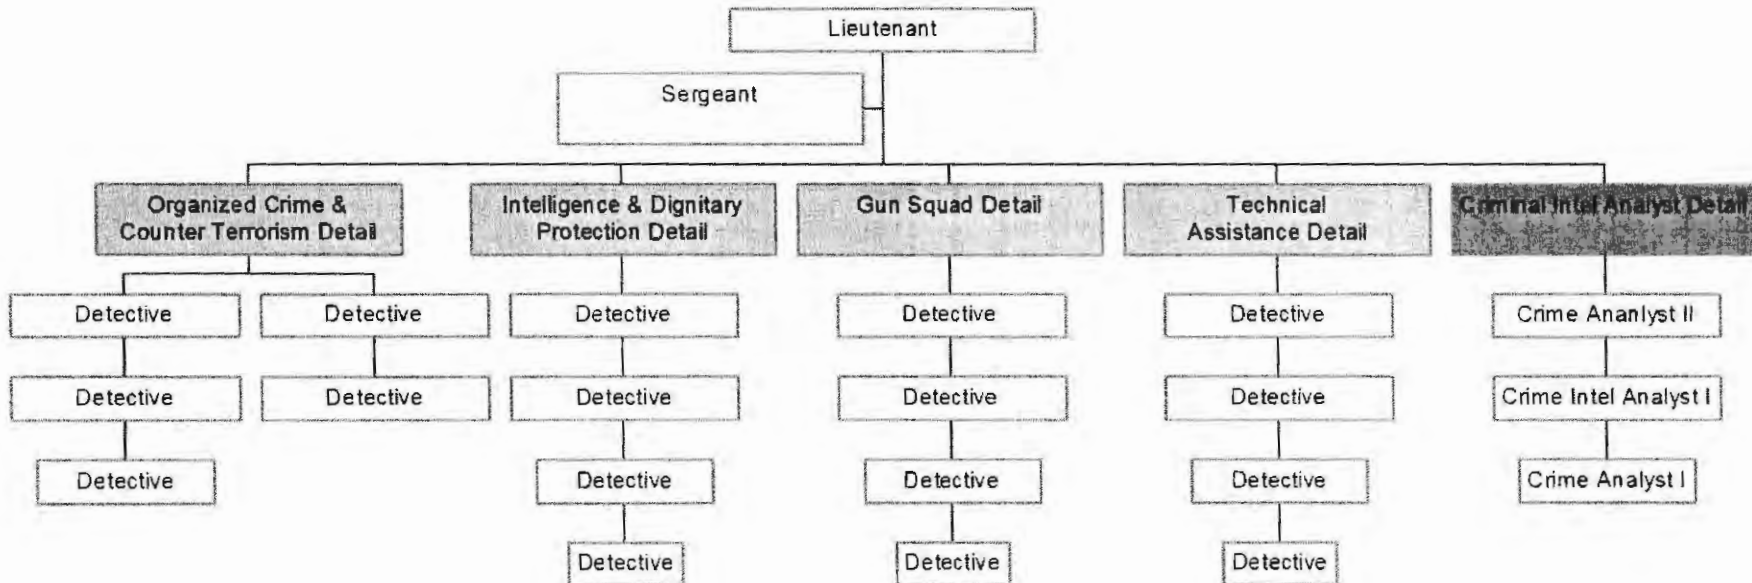 Lieutenant
Sergeant
Organized Crime &
Counter Terrorism Detail
Intelligence & Dignitary
Protection Detail
Gun Squad Detail
Technical
Assistance Detail
Criminal Intel Analyst Detail
Detective
Detective
Detective
Detective
Detective
Crime Ananlyst II
Detective
Detective
Detective
Detective
Detective
Crime Intel Analyst I
Detective
Detective
Detective
Detective
Crime Analyst I
Detective
Detective
Detective